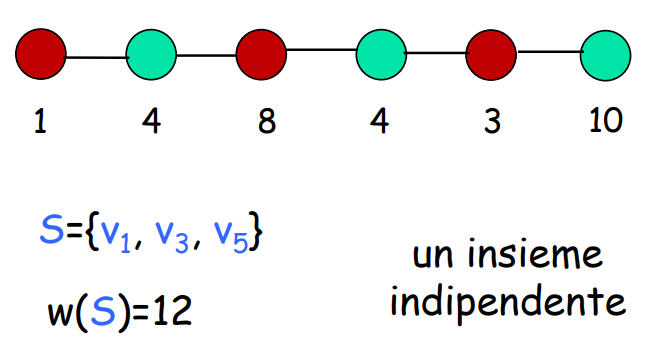 1 4 8 4 3 10
S={v₁, v₃, v₅}
w(S)=12
un insieme
indipendente